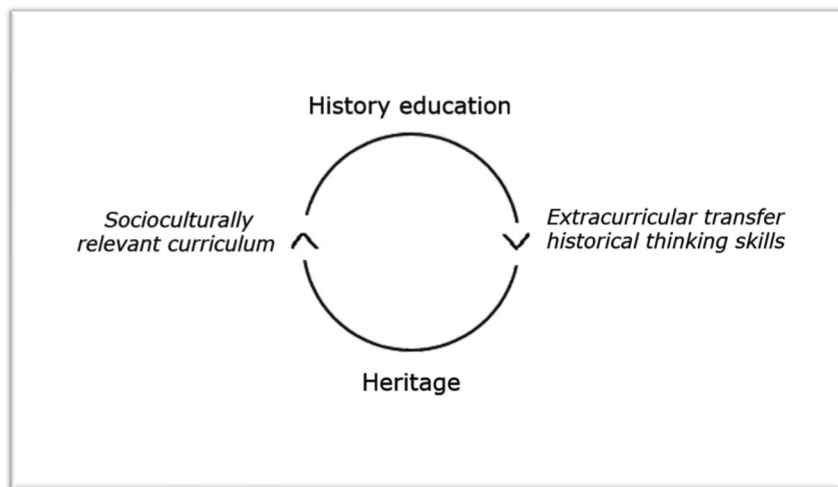 History education
Socioculturally
relevant curriculum
Extracurricular transfer
historical thinking skills
Heritage